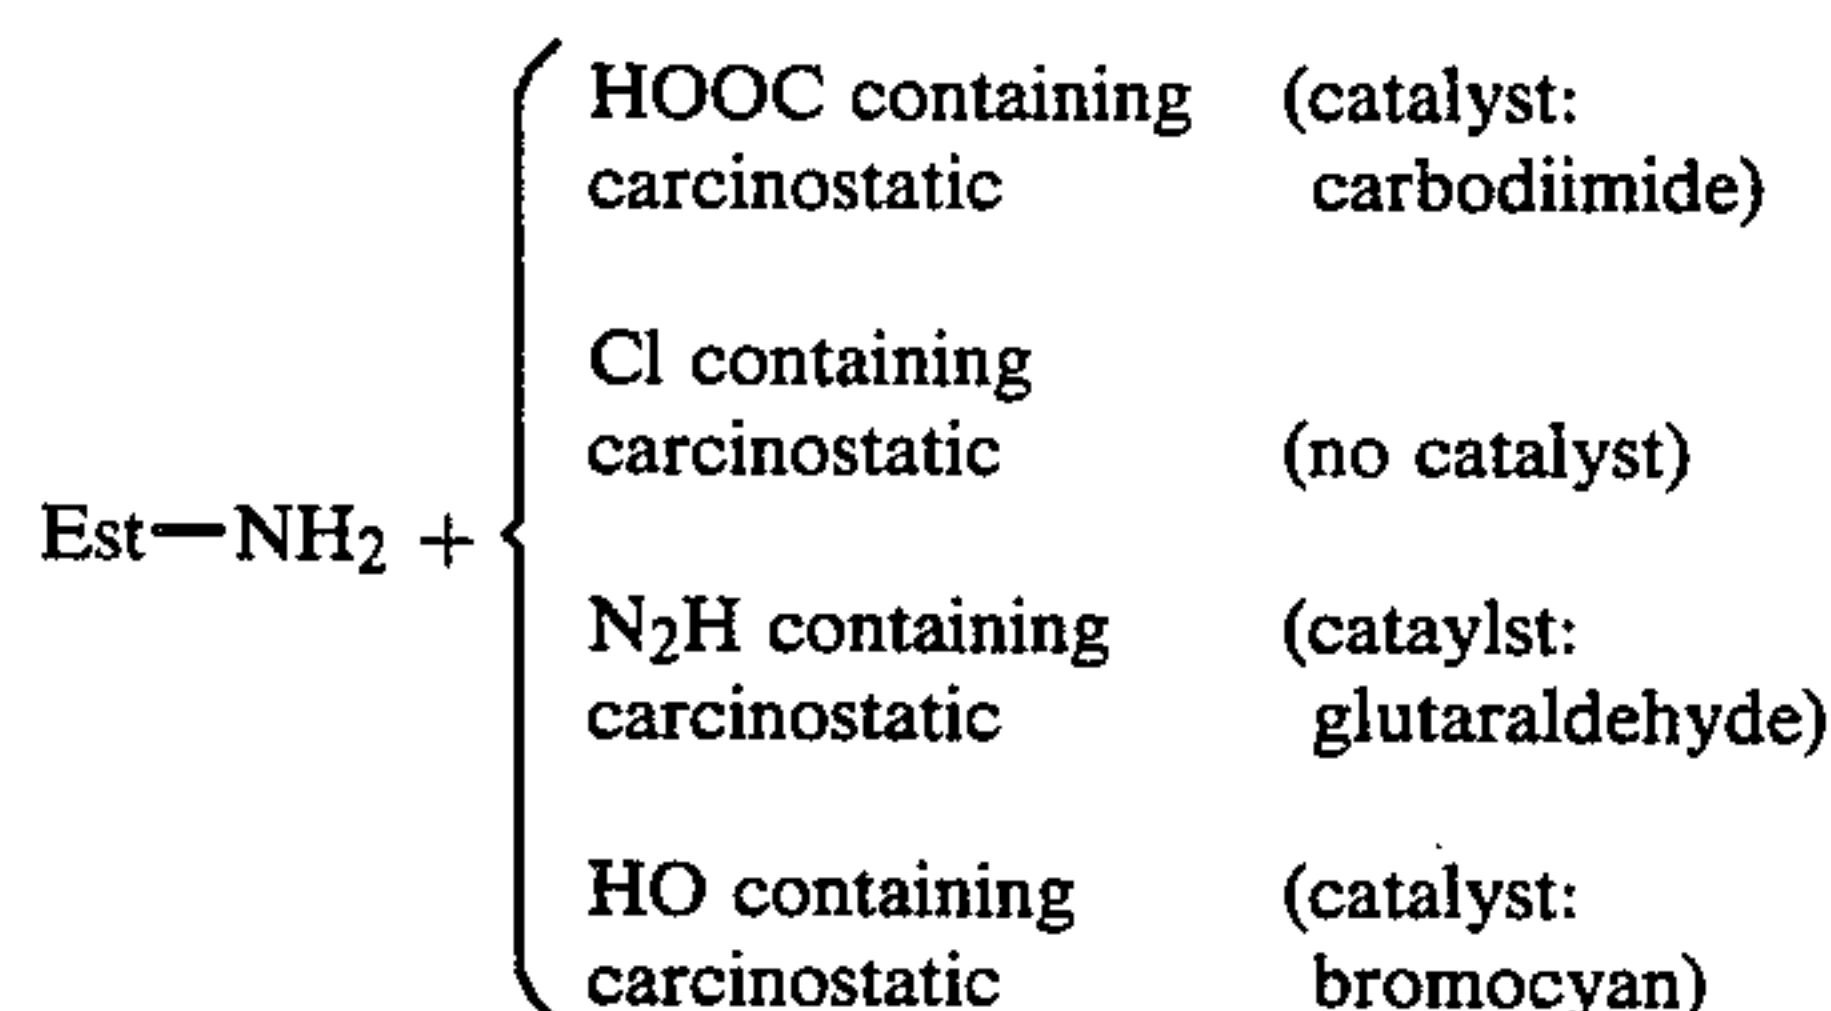 HOOC containing (catalyst:
carcinostatic carbodiimide)
Cl containing
carcinostatic (no catalyst)
Est—NH₂ +
N₂H containing (cataylst:
carcinostatic glutaraldehyde)
HO containing (catalyst:
carcinostatic bromocyan)